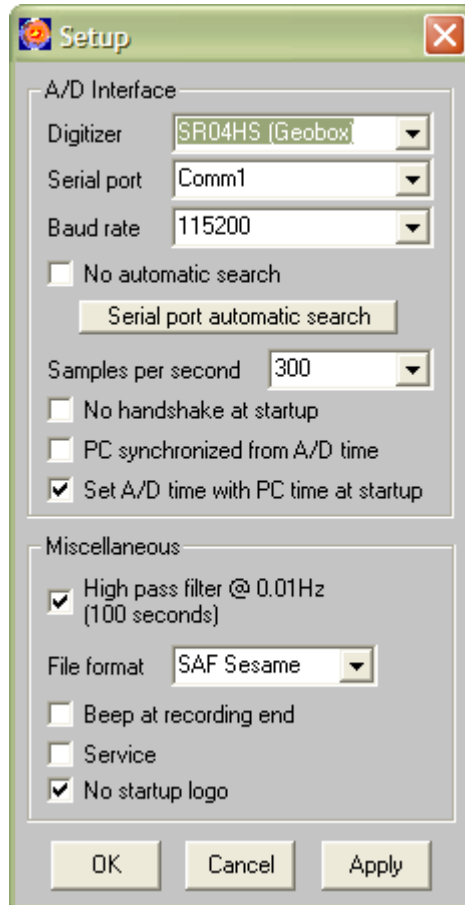 Setup
A/D Interface
Digitizer SR04HS (Geobox)
Serial port Comm1
Baud rate 115200
No automatic search
Serial port automatic search
Samples per second 300
No handshake at startup
PC synchronized from A/D time
Set A/D time with PC time at startup
Miscellaneous
High pass filter @ 0.01Hz
(100 seconds)
File format SAF Sesame
Beep at recording end
Service
No startup logo
OK Cancel Apply